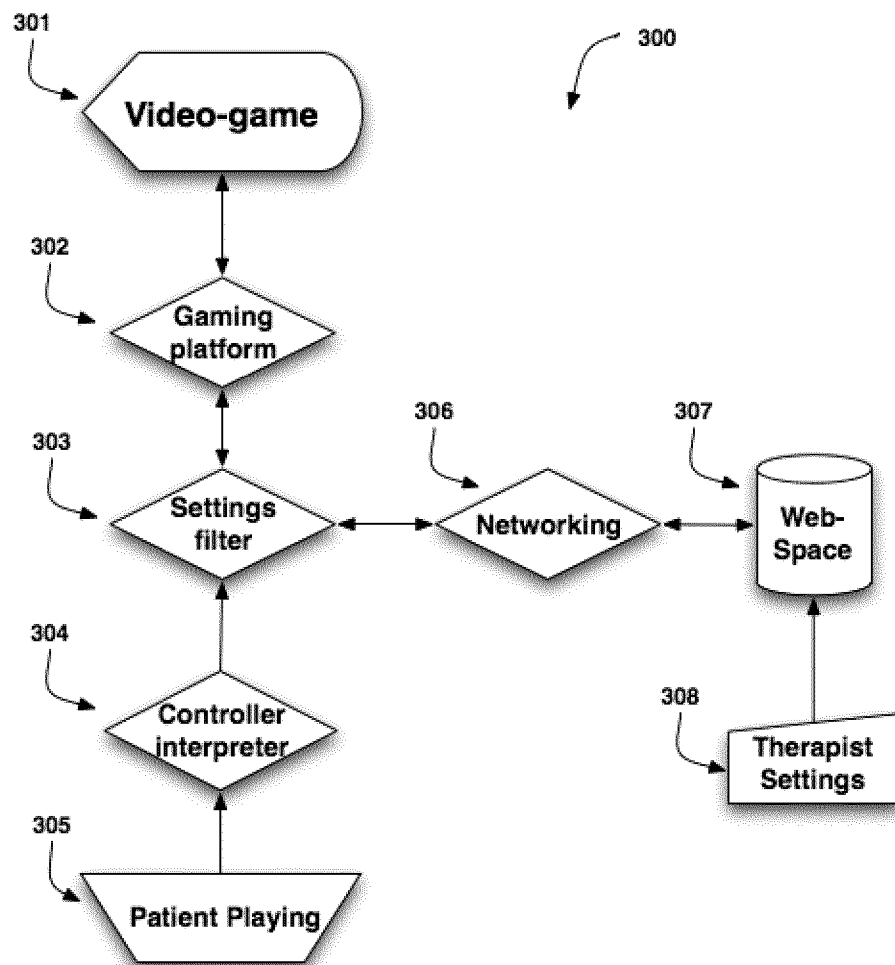 301
300
Video-game
302
Gaming
platform
303
306
307
Settings
filter
Networking
Web-
Space
304
308
Controller
interpreter
Therapist
Settings
305
Patient Playing